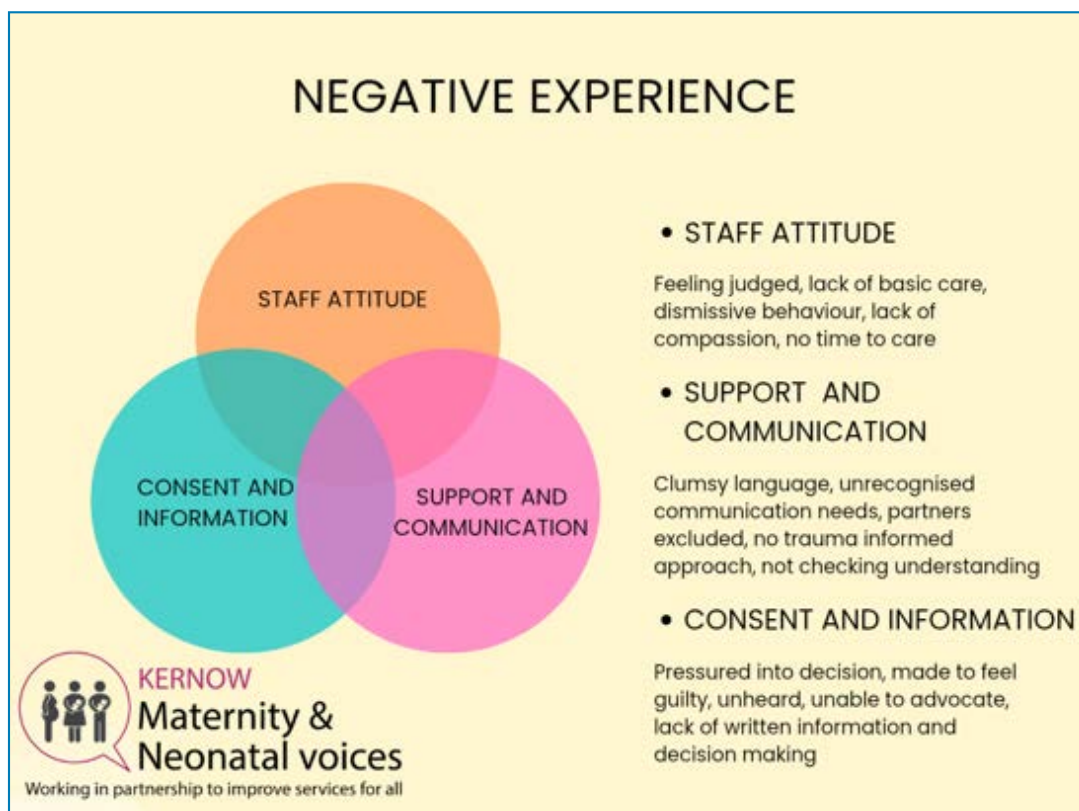 NEGATIVE EXPERIENCE
STAFF ATTITUDE
CONSENT AND
INFORMATION
SUPPORT AND
COMMUNICATION
• STAFF ATTITUDE
Feeling judged, lack of basic care,
dismissive behaviour, lack of
compassion, no time to care
• SUPPORT AND
COMMUNICATION
Clumsy language, unrecognised
communication needs, partners
excluded, no trauma informed
approach, not checking understanding
• CONSENT AND INFORMATION
Pressured into decision, made to feel
guilty, unheard, unable to advocate,
lack of written information and
decision making
KERNOW
Maternity &
Neonatal voices
Working in partnership to improve services for all